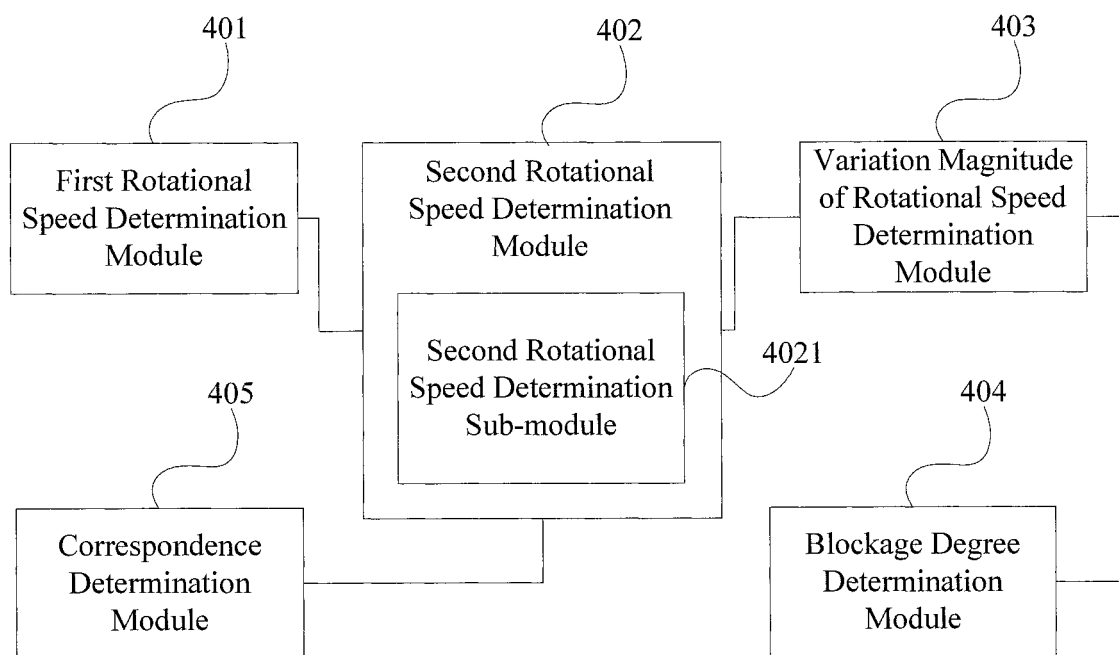 401
402
403
First Rotational
Speed Determination
Module
Second Rotational
Speed Determination
Module
Variation Magnitude
of Rotational Speed
Determination
Module
Second Rotational
Speed Determination
Sub-module
4021
405
404
Correspondence
Determination
Module
Blockage Degree
Determination
Module